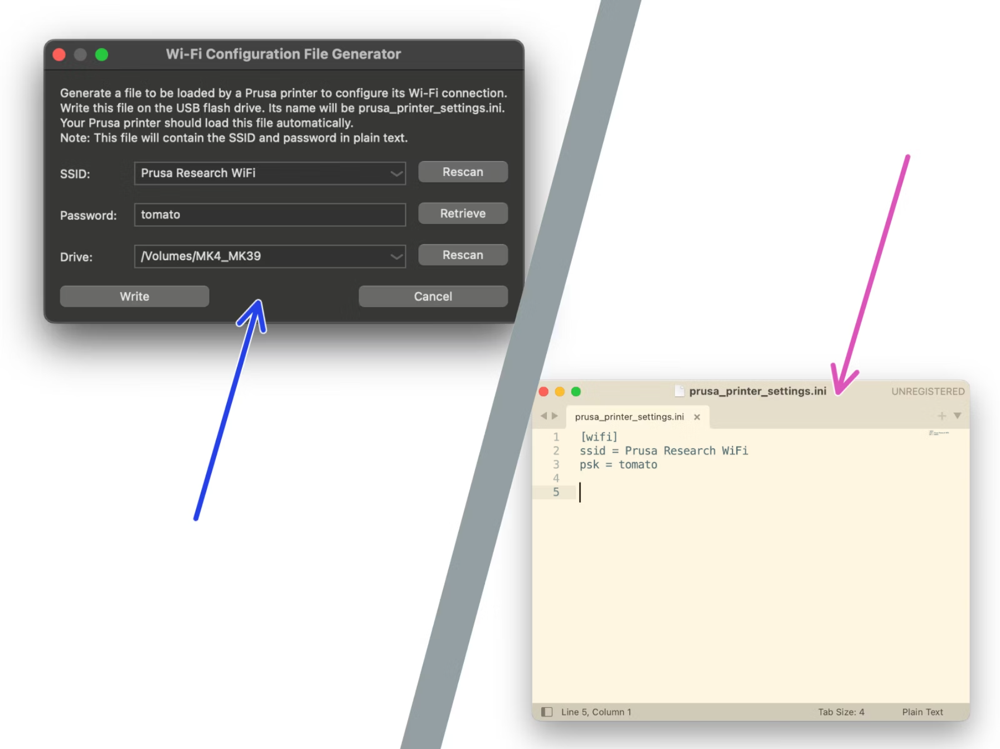 Wi-Fi Configuration File Generator
Generate a file to be loaded by a Prusa printer to configure its Wi-Fi connection.
Write this file on the USB flash drive. Its name will be prusa_printer_settings.ini.
Your Prusa printer should load this file automatically.
Note: This file will contain the SSID and password in plain text.
SSID: Prusa Research WiFi Rescan
Password: tomato Retrieve
Drive: /Volumes/MK4_MK39 Rescan
Write Cancel
prusa_printer_settings.ini UNREGISTERED
prusa_printer_settings.ini
1 [wifi]
2 ssid = Prusa Research WiFi
3 psk = tomato
4
5
Line 5, Column 1 Tab Size: 4 Plain Text